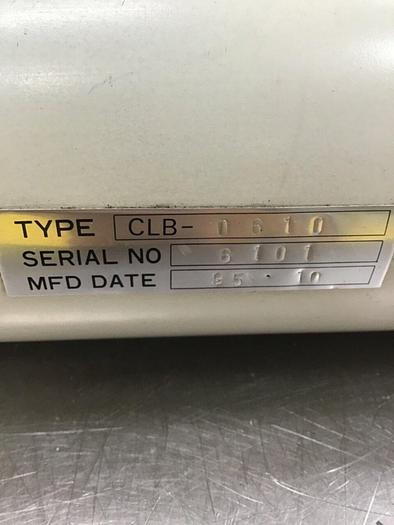 TYPE CLB-0610
SERIAL NO 6101
MFD DATE 95・10